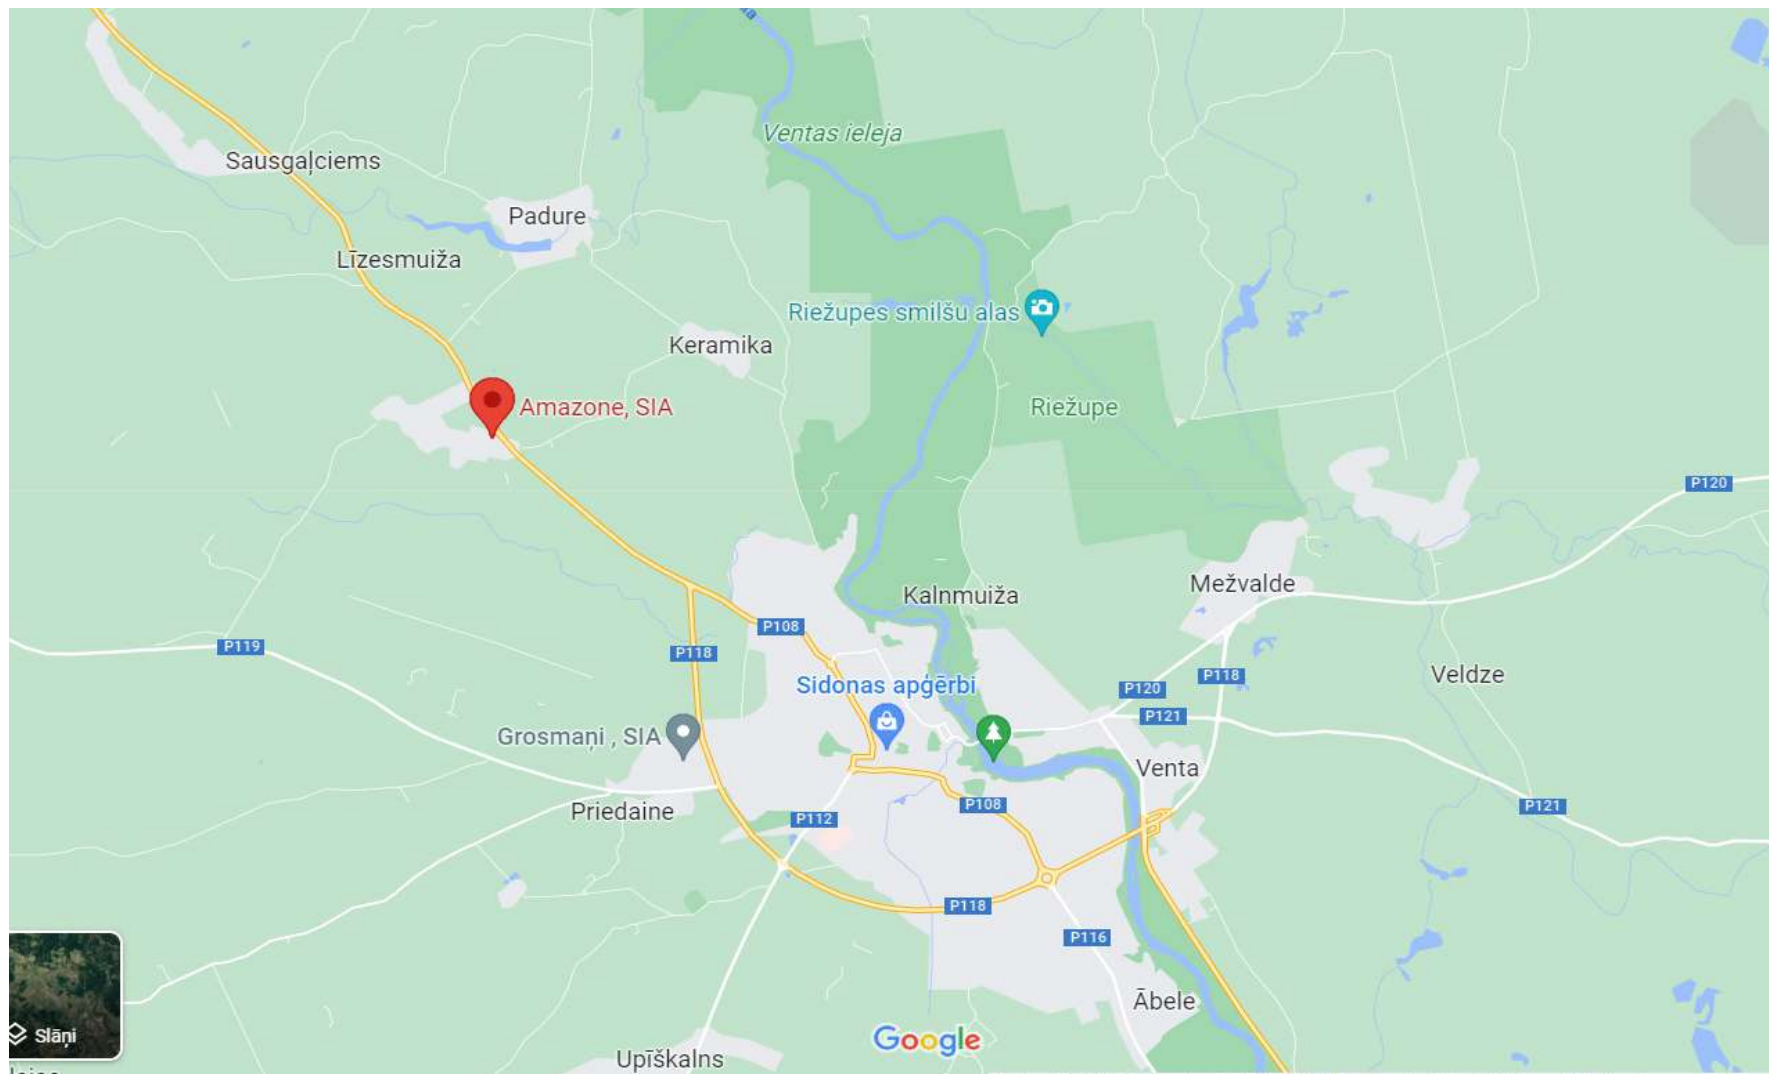 Ventas ieleja
Sausgaļciems
Padure
Līzesmuiža
Riežupes smilšu alas
Keramika
Amazone, SIA
Riežupe
P120
Kalnmuiža
Mežvalde
P108
P119
P118
Veldze
P118
Sidonas apģērbi
P120
P121
Grosmaņi , SIA
Venta
P108
P121
Priedaine
P112
P118
P116
Ābele
Slāņi
Google
Upīškalns